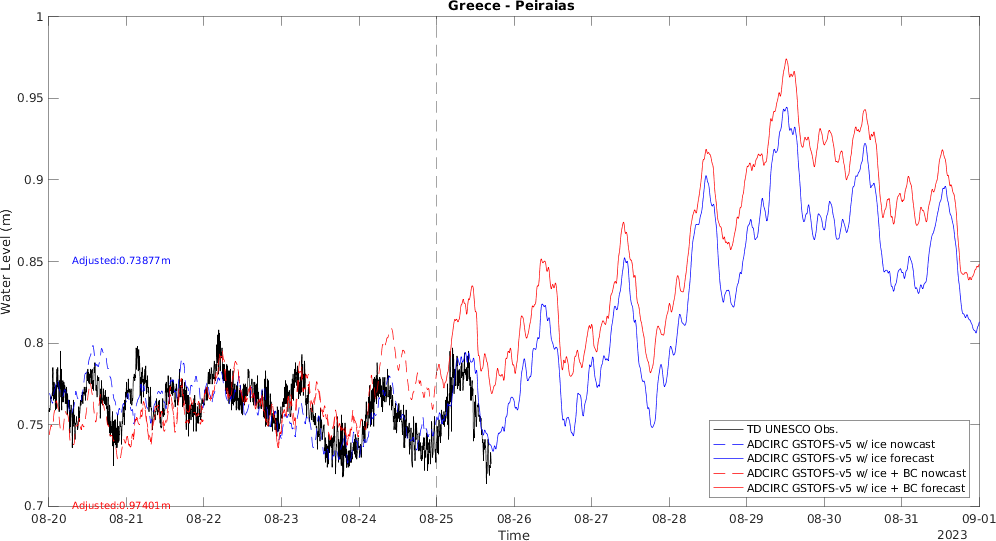 Greece - Peiraias
1
0.95
0.9
0.85
0.8
0.75
0.7
Water Level (m)
Adjusted:0.73877m
Adjusted:0.97401m
TD UNESCO Obs.
ADCIRC GSTOFS-v5 w/ ice nowcast
ADCIRC GSTOFS-v5 w/ ice forecast
ADCIRC GSTOFS-v5 w/ ice + BC nowcast
ADCIRC GSTOFS-v5 w/ ice + BC forecast
08-20 08-21 08-22 08-23 08-24 08-25 08-26 08-27 08-28 08-29 08-30 08-31 09-01
Time
2023